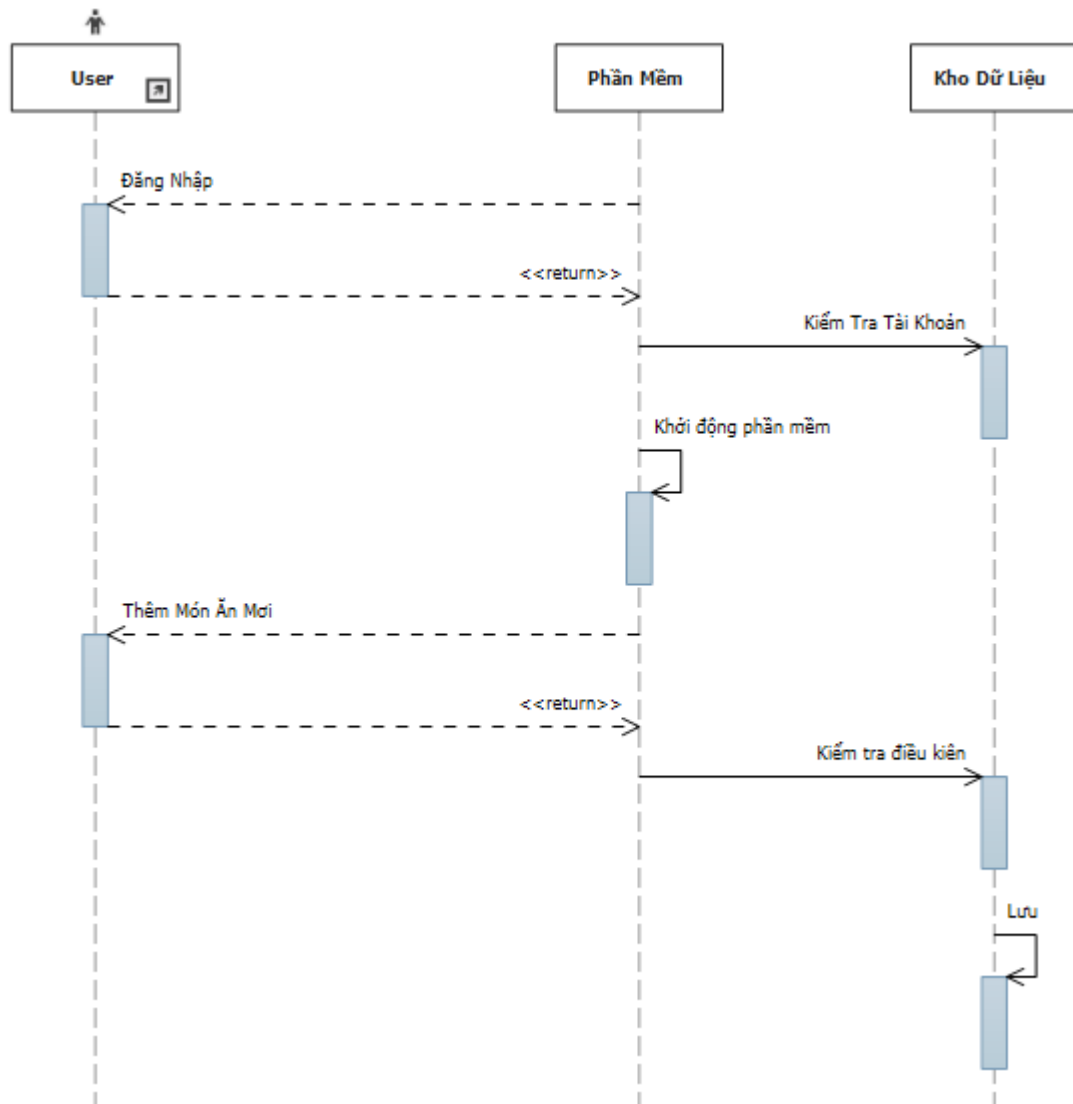 User
Phần Mềm
Kho Dữ Liệu
Đăng Nhập
<<return>>
Kiểm Tra Tài Khoản
Khởi động phần mềm
Thêm Món Ăn Mơi
<<return>>
Kiểm tra điều kiên
Lưu